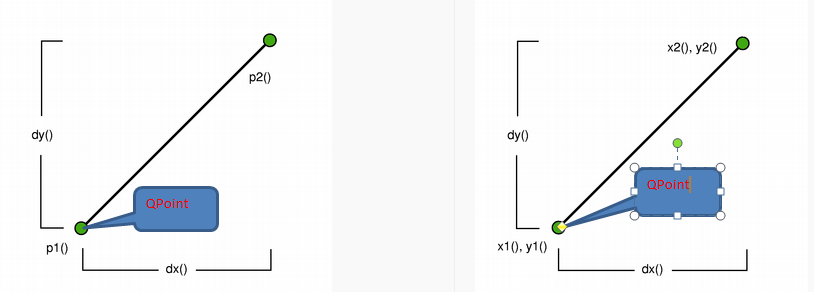 p2()
dy()
QPoint
p1()
dx()
x2(), y2()
dy()
QPoint
x1(), y1()
dx()